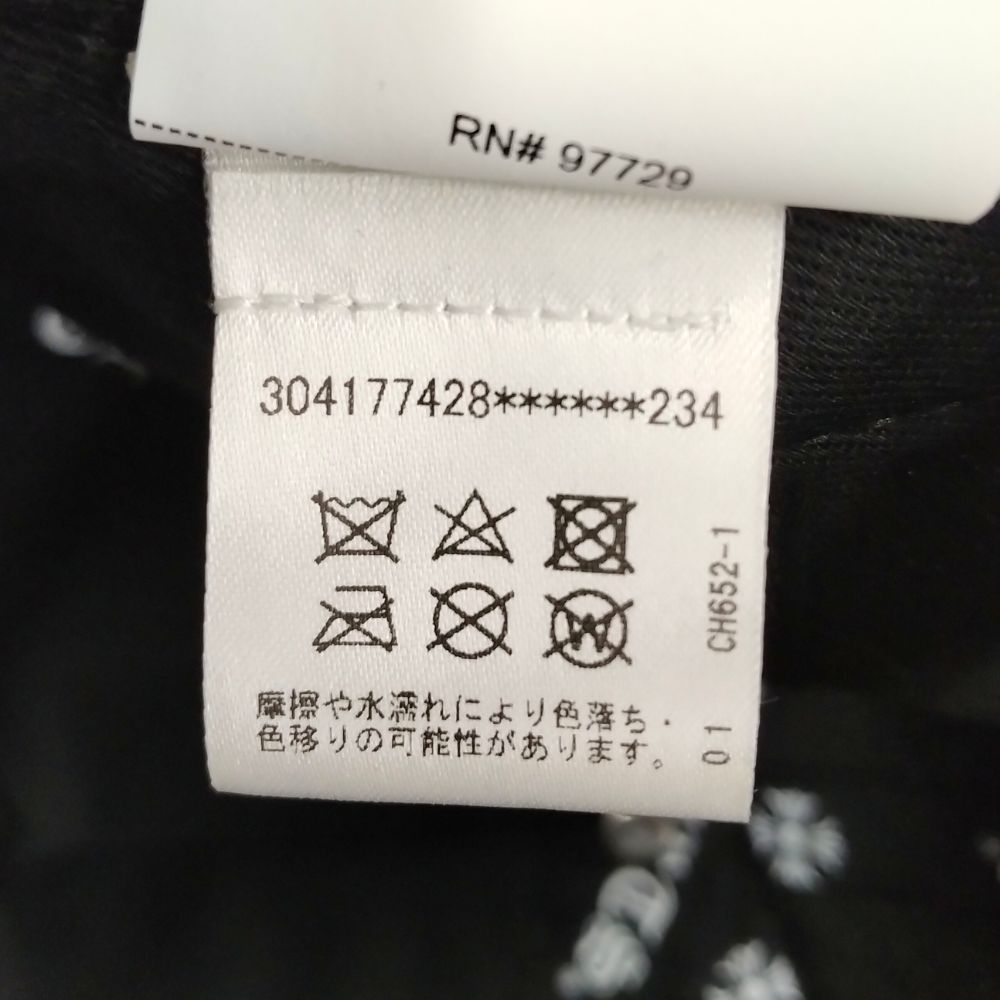 RN# 97729
304177428******234
W
摩擦や水濡れにより色落ち・
色移りの可能性があります。
01 CH652-1